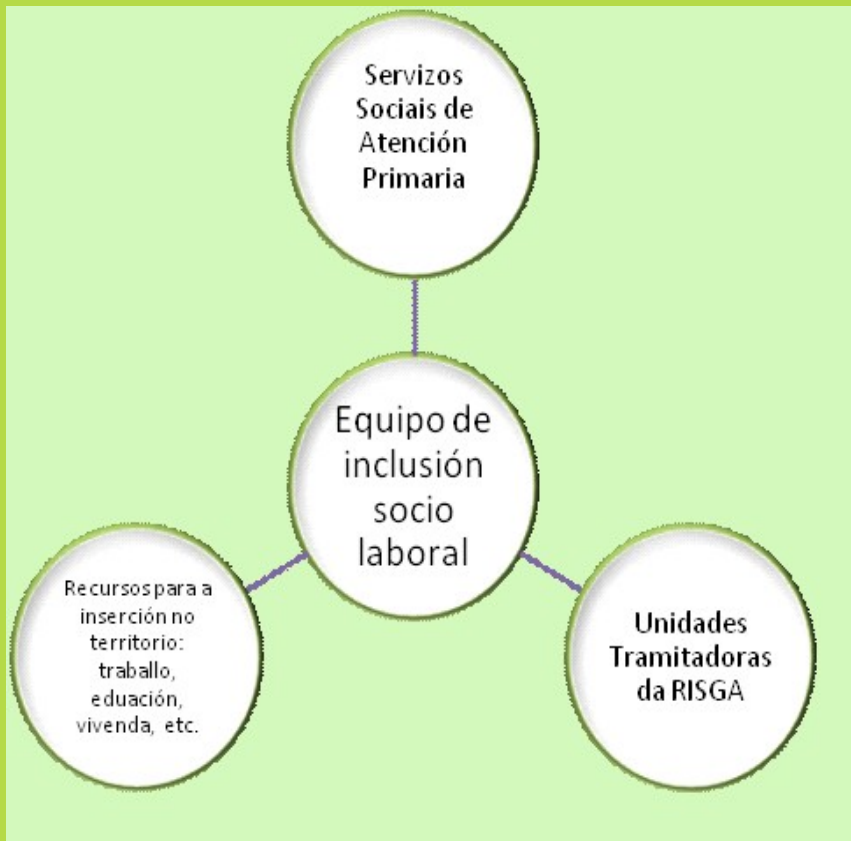 Servizos
Sociais de
Atención
Primaria
Equipo de
inclusión
socio
laboral
Recursos para a
inserción no
territorio:
traballo,
eduación,
vivenda, etc.
Unidades
Tramitadoras
da RISGA